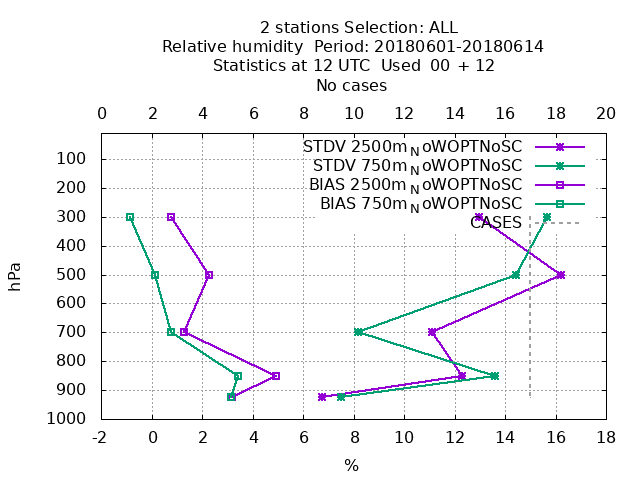 2 stations Selection: ALL
Relative humidity  Period: 20180601-20180614
Statistics at 12 UTC  Used  00 + 12
No cases
0 2 4 6 8 10 12 14 16 18 20
STDV 2500m_NoWOPTNoSC
STDV 750m_NoWOPTNoSC
BIAS 2500m_NoWOPTNoSC
BIAS 750m_NoWOPTNoSC
CASES
100
200
300
400
500
600
700
800
900
1000
hPa
-2 0 2 4 6 8 10 12 14 16 18
%